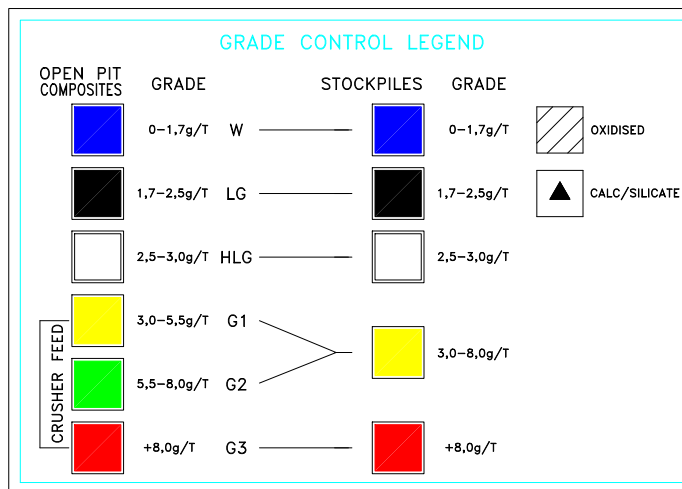 GRADE CONTROL LEGEND
OPEN PIT
COMPOSITES
GRADE
STOCKPILES
GRADE
0-1,7g/T W 0-1,7g/T OXIDISED
1,7-2,5g/T LG 1,7-2,5g/T CALC/SILICATE
2,5-3,0g/T HLG 2,5-3,0g/T
CRUSHER FEED
3,0-5,5g/T G1
3,0-8,0g/T
5,5-8,0g/T G2
+8,0g/T G3 +8,0g/T